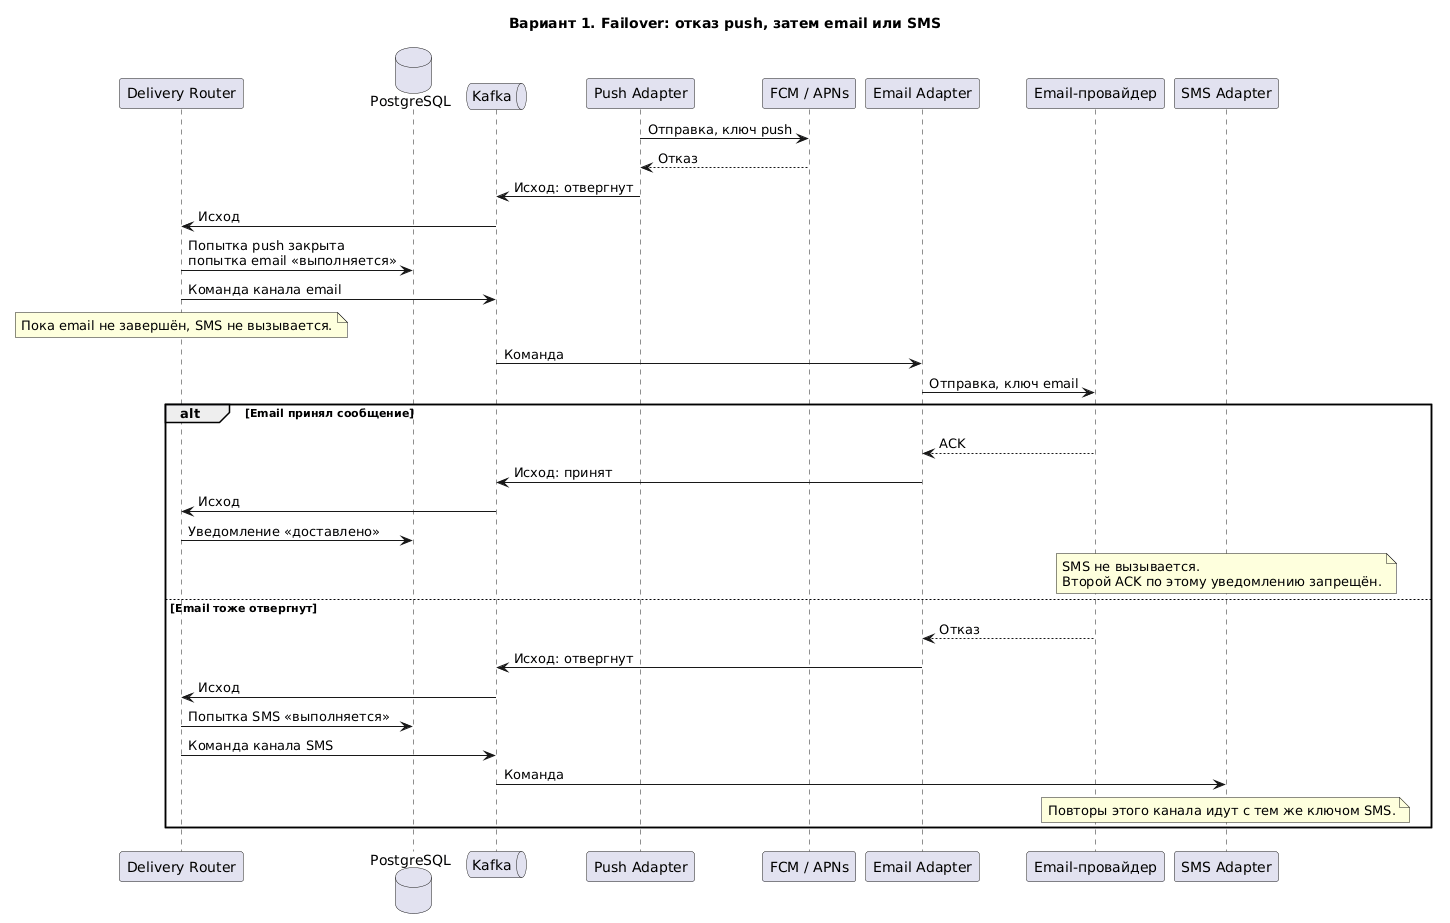 Вариант 1. Failover: отказ push, затем email или SMS
Delivery Router
PostgreSQL
Kafka
Push Adapter
FCM / APNs
Email Adapter
Email-провайдер
SMS Adapter
Отправка, ключ push
Отказ
Исход: отвергнут
Исход
Попытка push закрыта
попытка email «выполняется»
Команда канала email
Пока email не завершён, SMS не вызывается.
Команда
Отправка, ключ email
alt [Email принял сообщение]
ACK
Исход: принят
Исход
Уведомление «доставлено»
SMS не вызывается.
Второй ACK по этому уведомлению запрещён.
[Email тоже отвергнут]
Отказ
Исход: отвергнут
Исход
Попытка SMS «выполняется»
Команда канала SMS
Команда
Повторы этого канала идут с тем же ключом SMS.
Delivery Router
PostgreSQL
Kafka
Push Adapter
FCM / APNs
Email Adapter
Email-провайдер
SMS Adapter